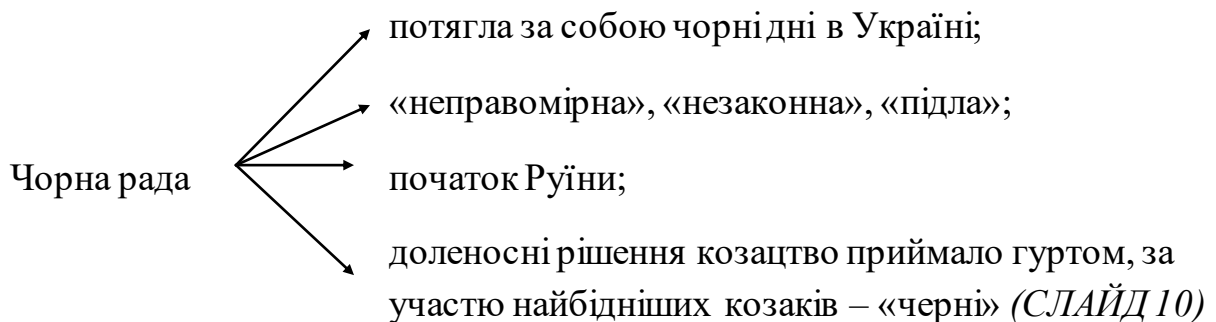 потягла за собою чорні дні в Україні;
«неправомірна», «незаконна», «підла»;
Чорна рада
початок Руїни;
доленосні рішення козацтво приймало гуртом, за
участю найбідніших козаків – «черні» (СЛАЙД 10)